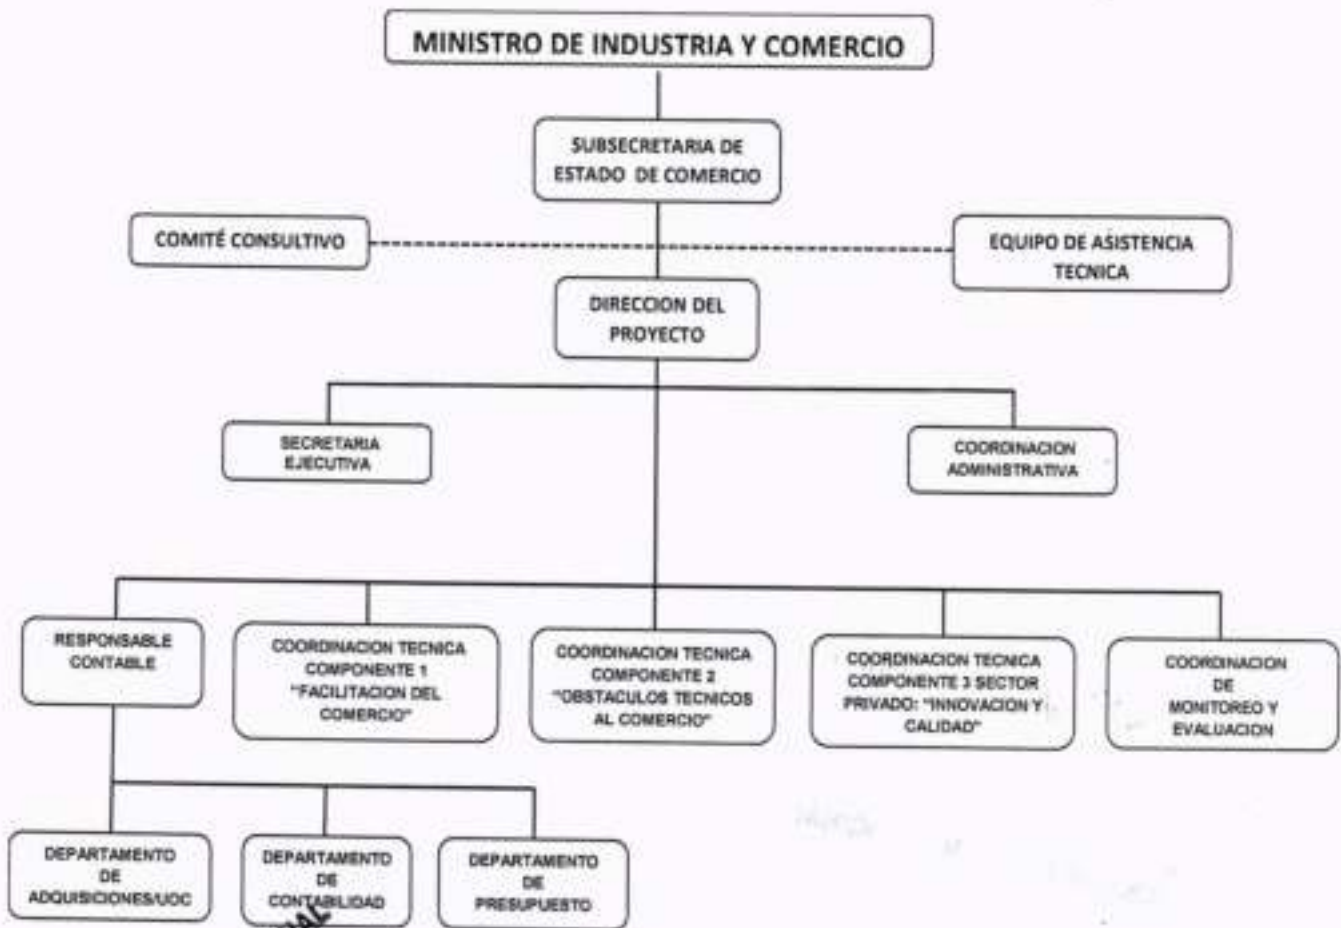 MINISTRO DE INDUSTRIA Y COMERCIO
SUBSECRETARIA DE
ESTADO DE COMERCIO
COMITÉ CONSULTIVO
EQUIPO DE ASISTENCIA
TECNICA
DIRECCION DEL
PROYECTO
SECRETARIA
EJECUTIVA
COORDINACION
ADMINISTRATIVA
RESPONSABLE
CONTABLE
COORDINACION TECNICA
COMPONENTE 1
"FACILITACION DEL
COMERCIO"
COORDINACION TECNICA
COMPONENTE 2
"OBSTACULOS TECNICOS
AL COMERCIO"
COORDINACION TECNICA
COMPONENTE 3 SECTOR
PRIVADO: "INNOVACION Y
CALIDAD"
COORDINACION
DE
MONITOREO Y
EVALUACION
DEPARTAMENTO
DE
ADQUISICIONES/UOC
DEPARTAMENTO
DE
CONTABILIDAD
DEPARTAMENTO
DE
PRESUPUESTO